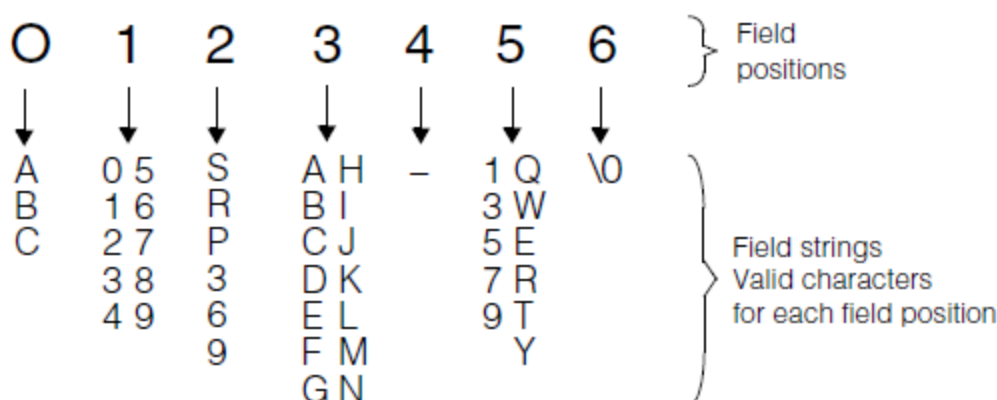 O 1 2 3 4 5 6
Field
positions
A 0 5 S A H – 1 Q \0
B 1 6 R B I 3 W
C 2 7 P C J 5 E
3 8 3 D K 7 R
4 9 6 E L 9 T
9 F M Y
G N
Field strings
Valid characters
for each field position